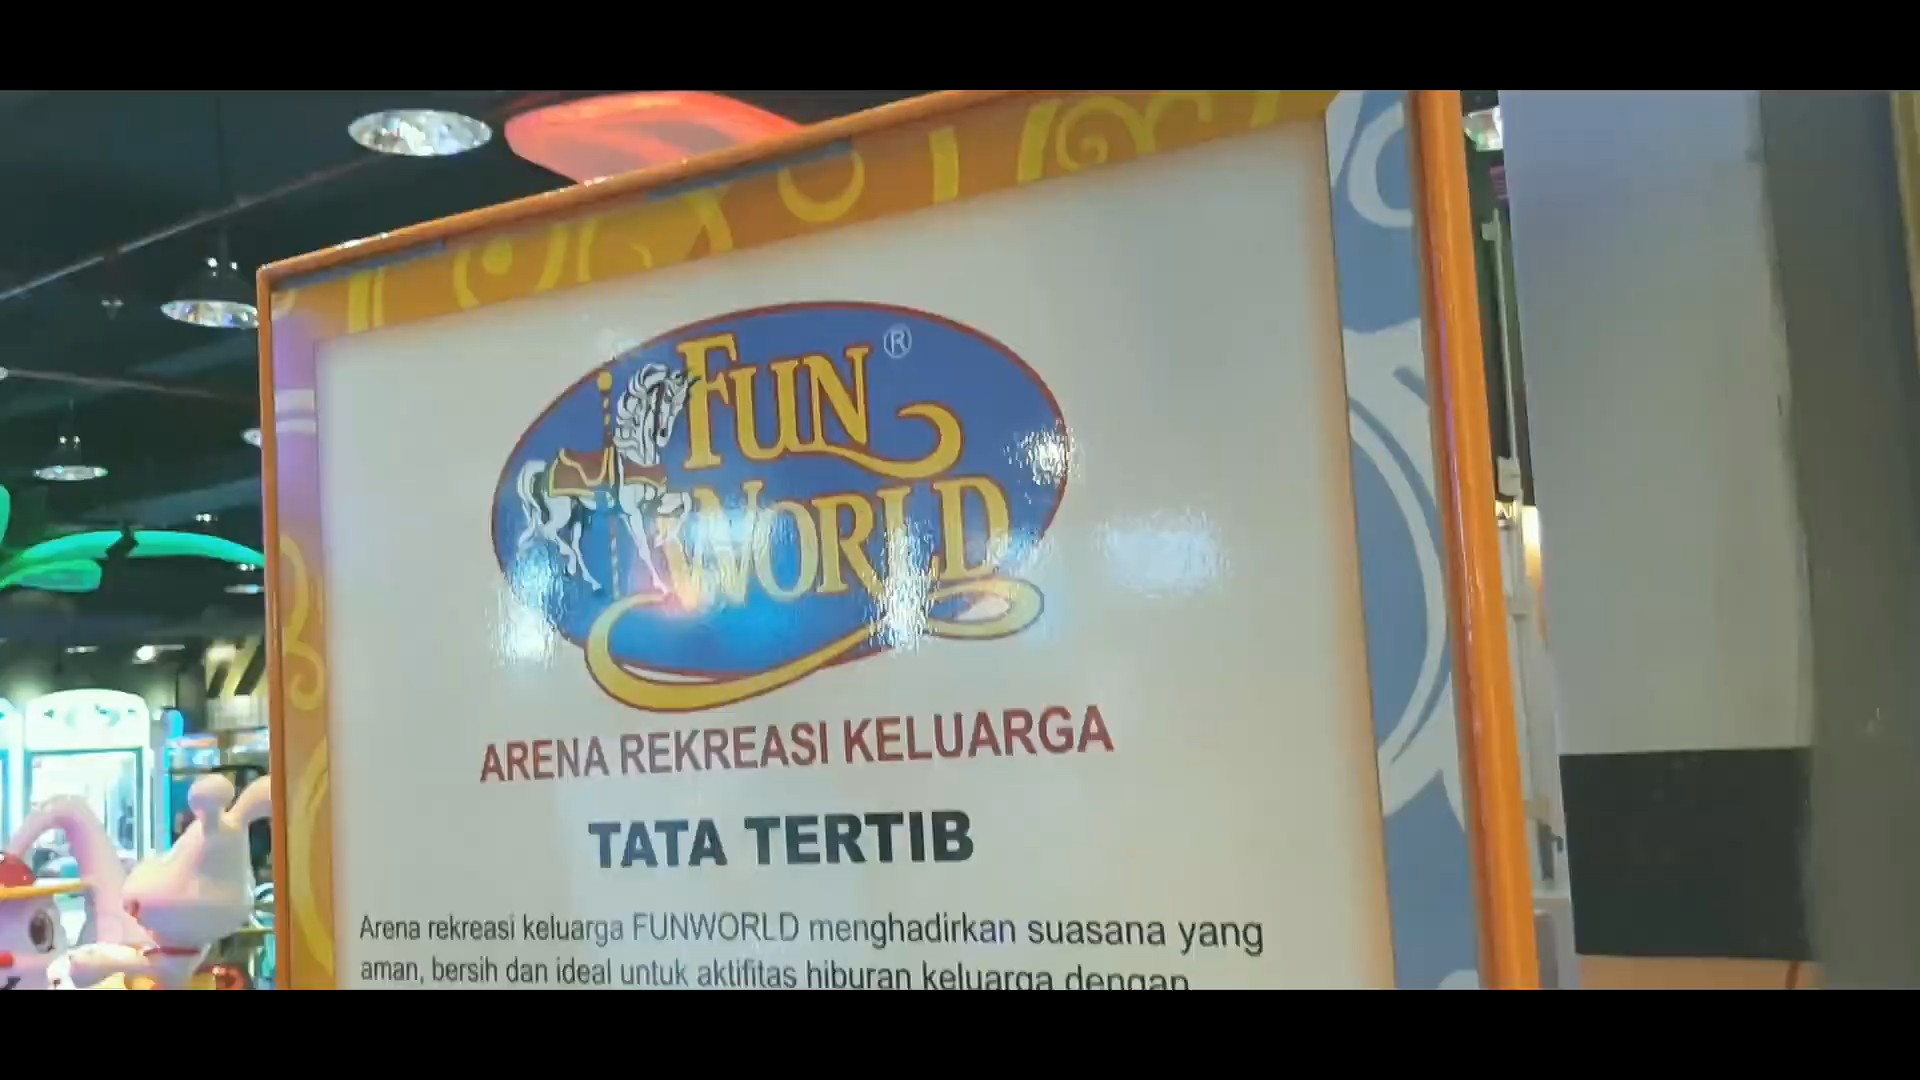 FUN ®
WORLD
ARENA REKREASI KELUARGA
TATA TERTIB
Arena rekreasi keluarga FUNWORLD menghadirkan suasana yang
aman, bersih dan ideal untuk aktifitas hiburan keluarga dengan